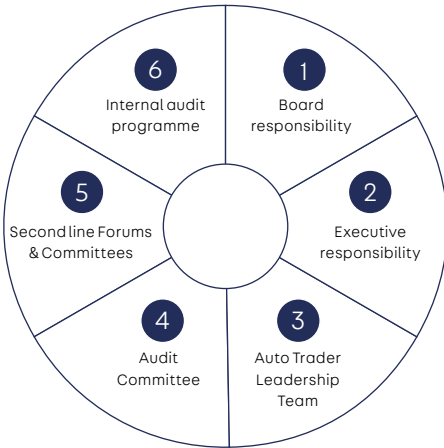 1
Board
responsibility
2
Executive
responsibility
3
Auto Trader
Leadership
Team
4
Audit
Committee
5
Second line Forums
& Committees
6
Internal audit
programme